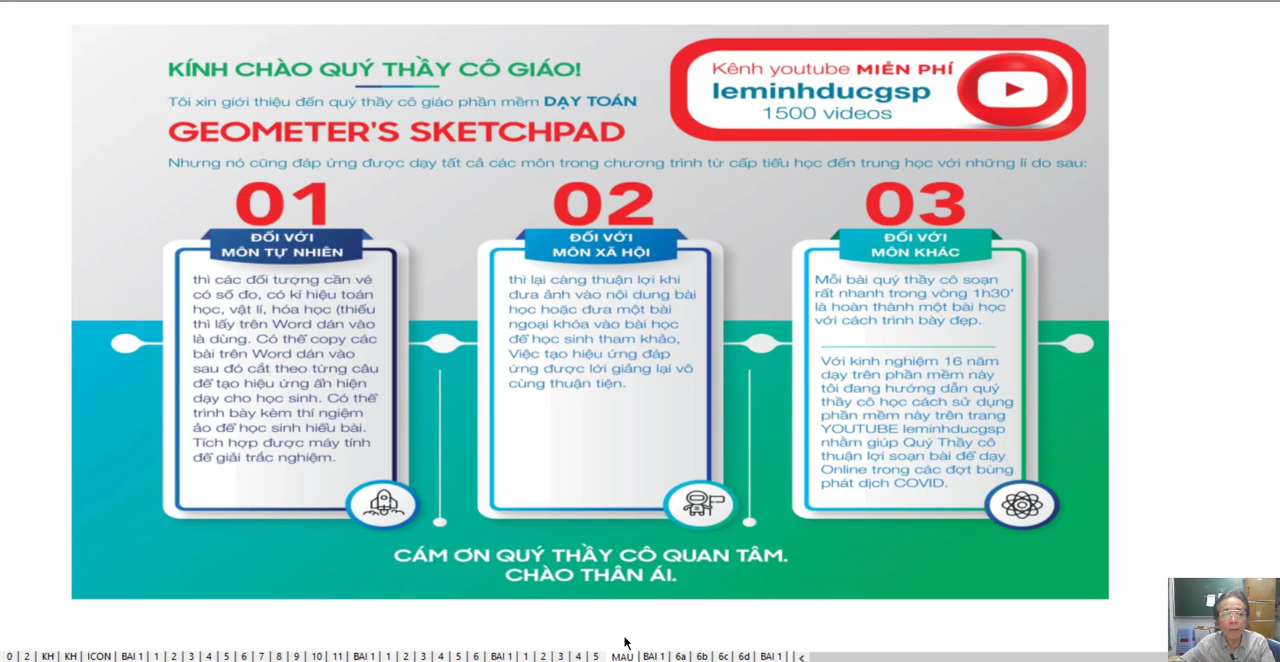 KÍNH CHÀO QUÝ THẦY CÔ GIÁO!
Tôi xin giới thiệu đến quý thầy cô giáo phần mềm DẠY TOÁN
GEOMETER'S SKETCHPAD
Kênh youtube MIỄN PHÍ
leminhducgsp
1500 videos
Nhưng nó cũng đáp ứng được dạy tất cả các môn trong chương trình từ cấp tiểu học đến trung học với những lí do sau:
01
ĐỐI VỚI
MÔN TỰ NHIÊN
thì các đối tượng cần vẽ
có số đo, có kí hiệu toán
học, vật lí, hóa học (thiếu
thì lấy trên Word dán vào
là dùng. Có thể copy các
bài trên Word dán vào
sau đó cắt theo từng câu
để tạo hiệu ứng ẩn hiện
dạy cho học sinh. Có thể
trình bày kèm thí ngiệm
ảo để học sinh hiểu bài.
Tích hợp được máy tính
để giải trắc nghiệm.
02
ĐỐI VỚI
MÔN XÃ HỘI
thì lại càng thuận lợi khi
đưa ảnh vào nội dung bài
học hoặc đưa một bài
ngoại khóa vào bài học
để học sinh tham khảo,
Việc tạo hiệu ứng đáp
ứng được lời giảng lại vô
cùng thuận tiện.
03
ĐỐI VỚI
MÔN KHÁC
Mỗi bài quý thầy cô soạn
rất nhanh trong vòng 1h30'
là hoàn thành một bài học
với cách trình bày đẹp.
Với kinh nghiệm 16 năm
dạy trên phần mềm này
tôi đang hướng dẫn quý
thầy cô học cách sử dụng
phần mềm này trên trang
YOUTUBE leminhducgsp
nhằm giúp Quý Thầy cô
thuận lợi soạn bài để dạy
Online trong các đợt bùng
phát dịch COVID.
CÁM ƠN QUÝ THẦY CÔ QUAN TÂM.
CHÀO THÂN ÁI.
0 | 2 | KH | KH | ICON | BAI 1 | 1 | 2 | 3 | 4 | 5 | 6 | 7 | 8 | 9 | 10 | 11 | BAI 1 | 1 | 2 | 3 | 4 | 5 | 6 | BAI 1 | 1 | 2 | 3 | 4 | 5 MAU | BAI 1 | 6a | 6b | 6c | 6d | BAI 1 |